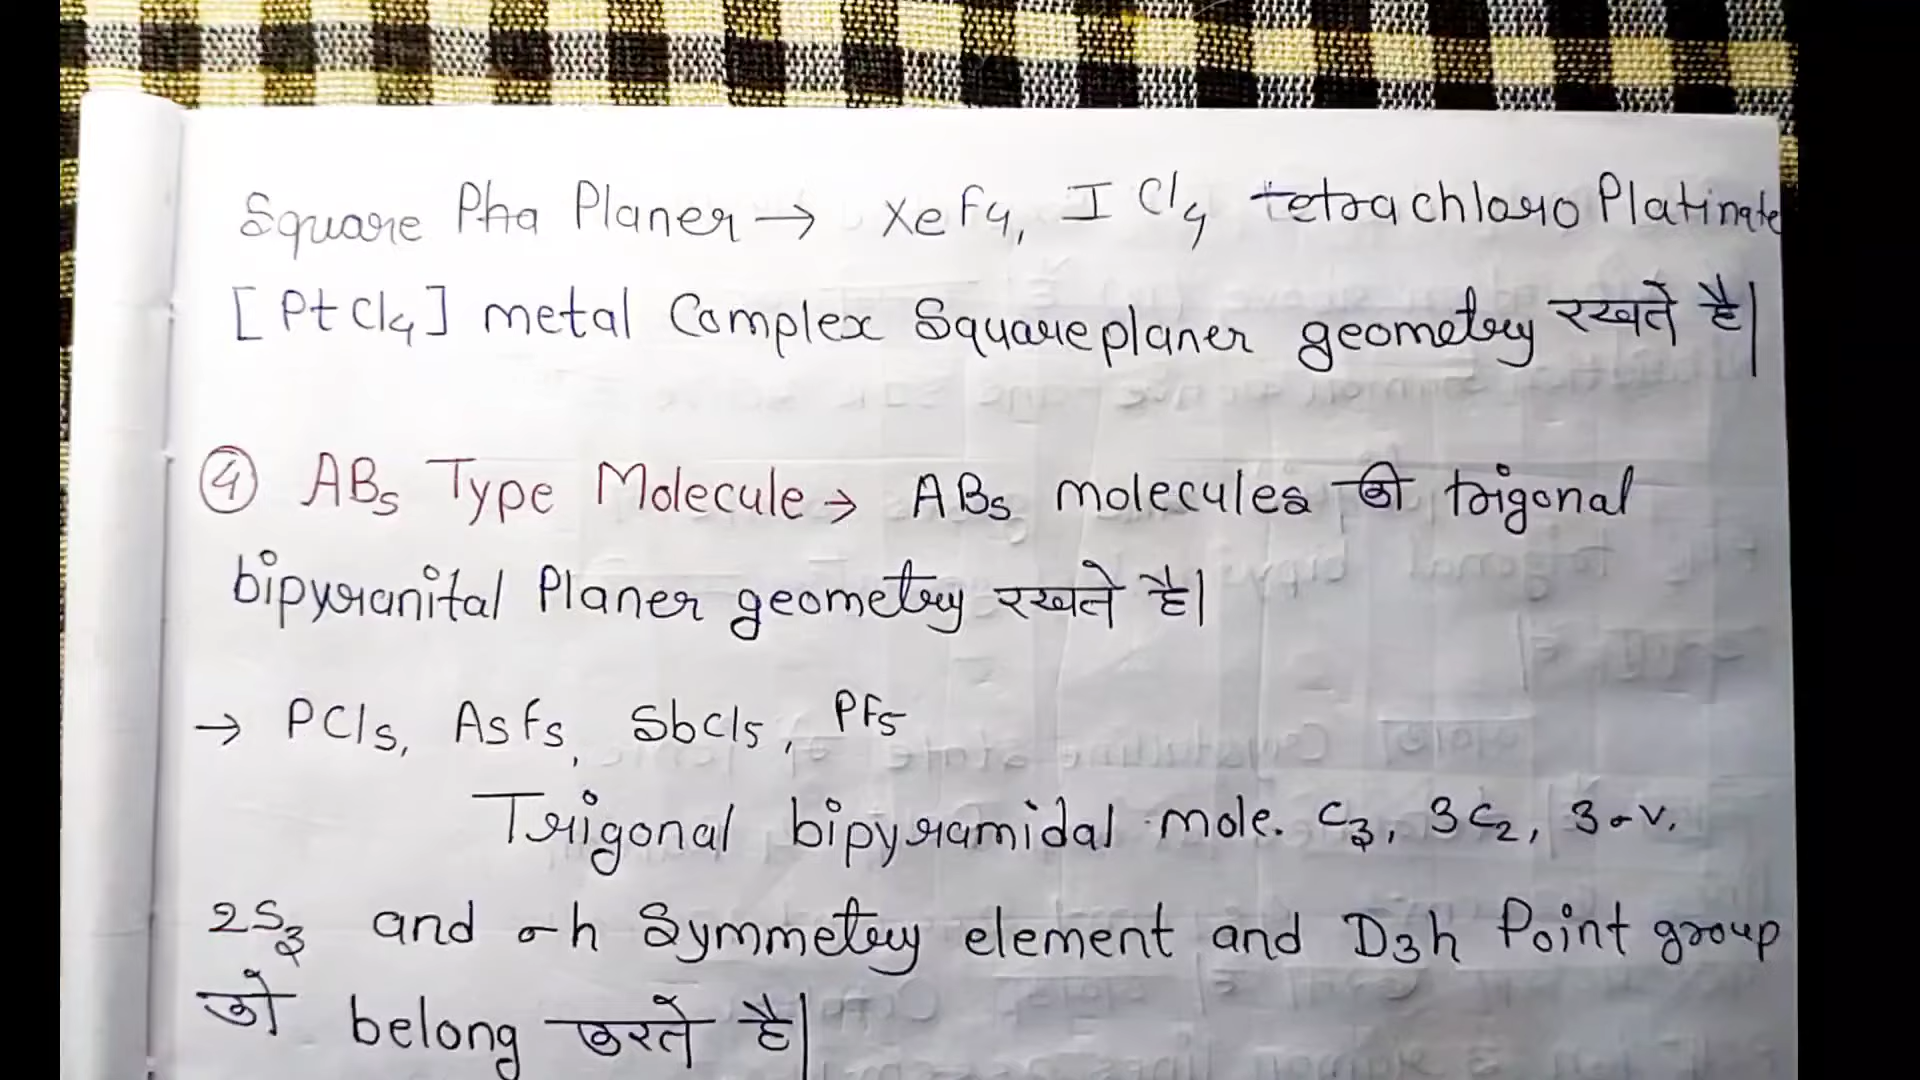 Square Pha Planer → XeF4, ICl4 tetrachloro Platinate
[PtCl4] metal Complex Square planer geometry रखते है।
④ AB5 Type Molecule → AB5 molecules की trigonal
bipyranital Planer geometry रखते है।
→ PCl5, AsF5, SbCl5, PF5
Trigonal bipyramidal mole. C3, 3C2, 3σv.
2S3 and σh Symmetry element and D3h Point group
को belong करते है।